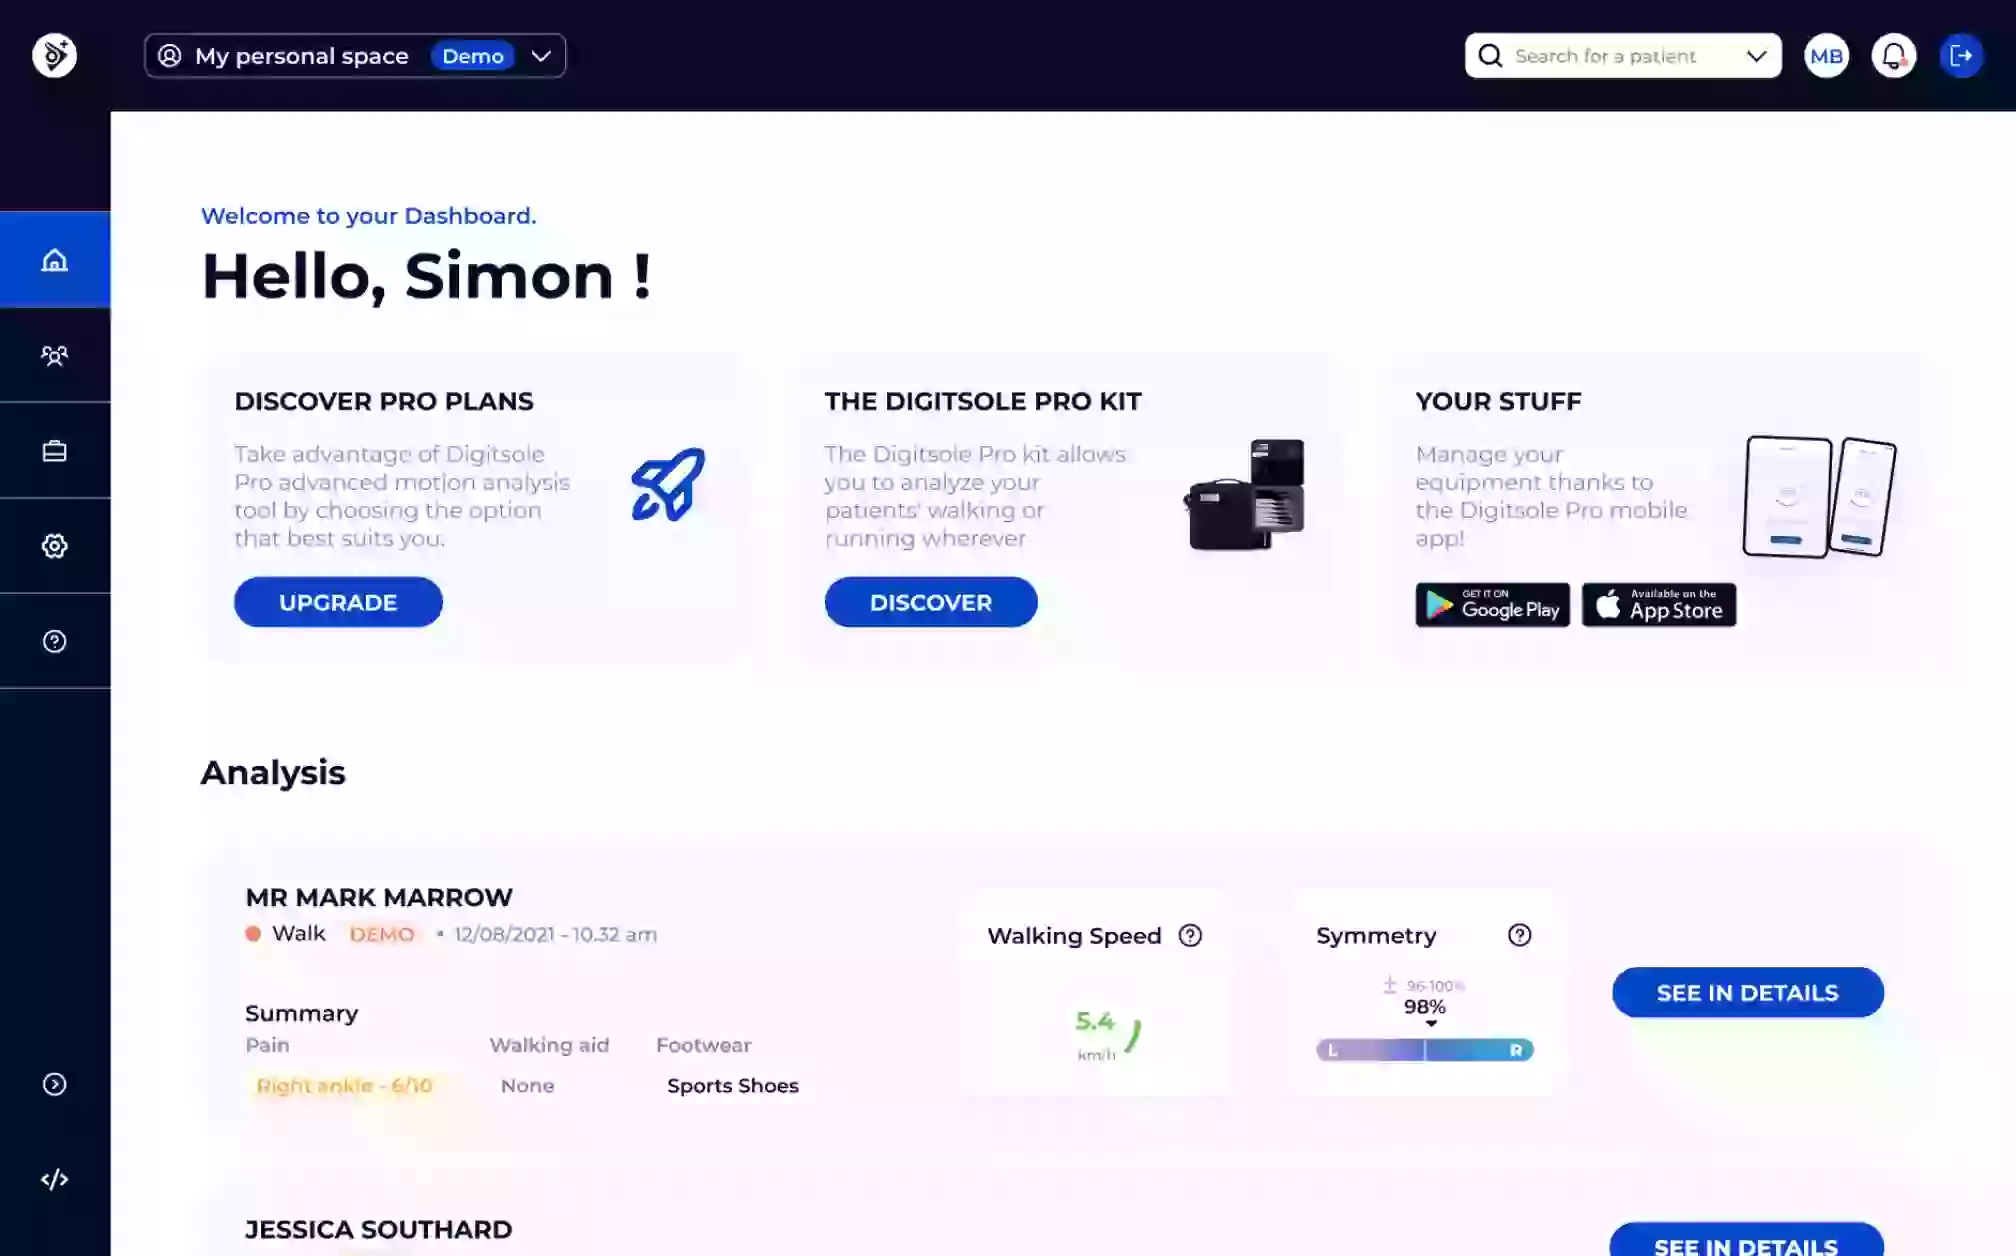 My personal space Demo
Search for a patient
MB
Welcome to your Dashboard.
Hello, Simon !
DISCOVER PRO PLANS
Take advantage of Digitsole
Pro advanced motion analysis
tool by choosing the option
that best suits you.
UPGRADE
THE DIGITSOLE PRO KIT
The Digitsole Pro kit allows
you to analyze your
patients' walking or
running wherever
DISCOVER
YOUR STUFF
Manage your
equipment thanks to
the Digitsole Pro mobile
app!
GET IT ON
Google Play
Available on the
App Store
Analysis
MR MARK MARROW
Walk DEMO • 12/08/2021 - 10.32 am
Summary
Pain Walking aid Footwear
Right ankle - 6/10 None Sports Shoes
Walking Speed ?
5.4
km/h
Symmetry ?
± 96-100%
98%
L R
SEE IN DETAILS
JESSICA SOUTHARD
SEE IN DETAILS